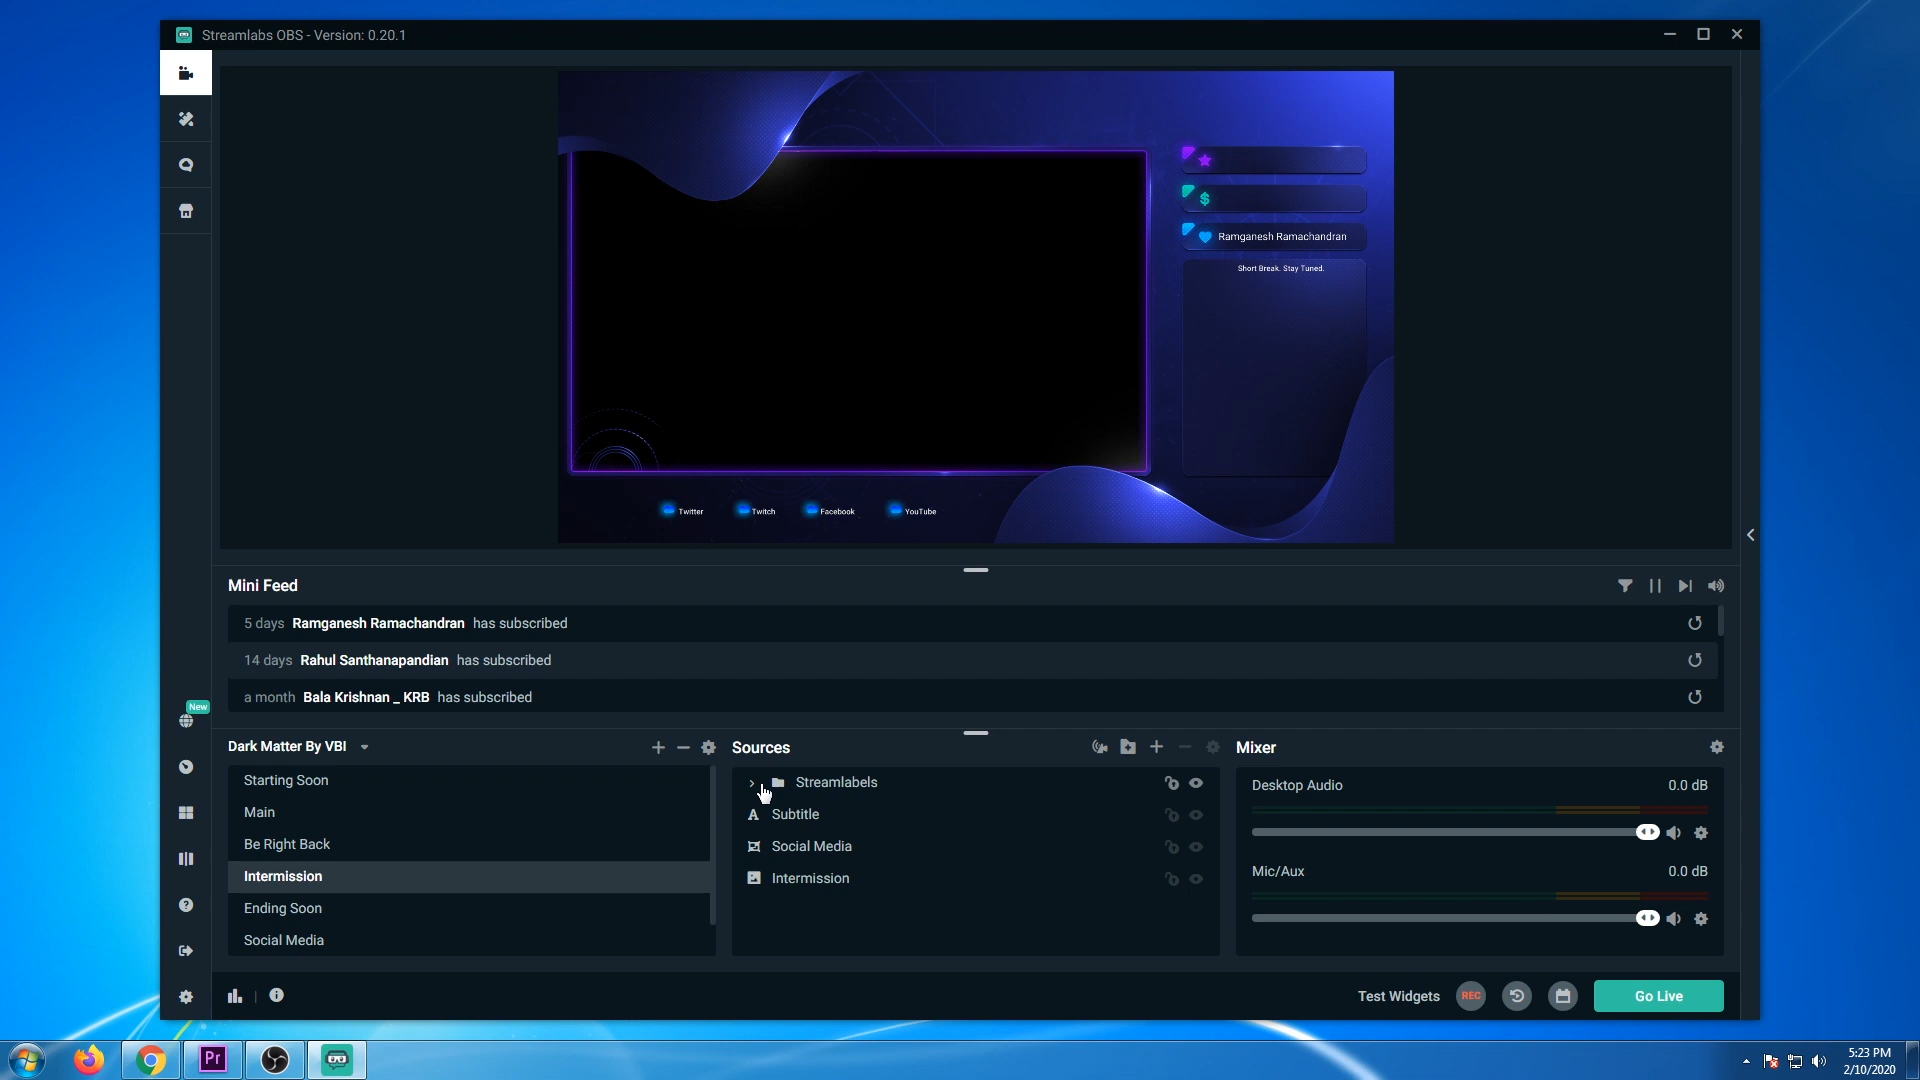 Streamlabs OBS - Version: 0.20.1
$
Ramganesh Ramachandran
Short Break. Stay Tuned.
Twitter
Twitch
Facebook
YouTube
Mini Feed
5 days Ramganesh Ramachandran has subscribed
14 days Rahul Santhanapandian has subscribed
a month Bala Krishnan _ KRB has subscribed
New
Dark Matter By VBI
Starting Soon
Main
Be Right Back
Intermission
Ending Soon
Social Media
Sources
Streamlabels
A Subtitle
Social Media
Intermission
Mixer
Desktop Audio 0.0 dB
Mic/Aux 0.0 dB
Test Widgets
REC
Go Live
Pr
5:23 PM
2/10/2020